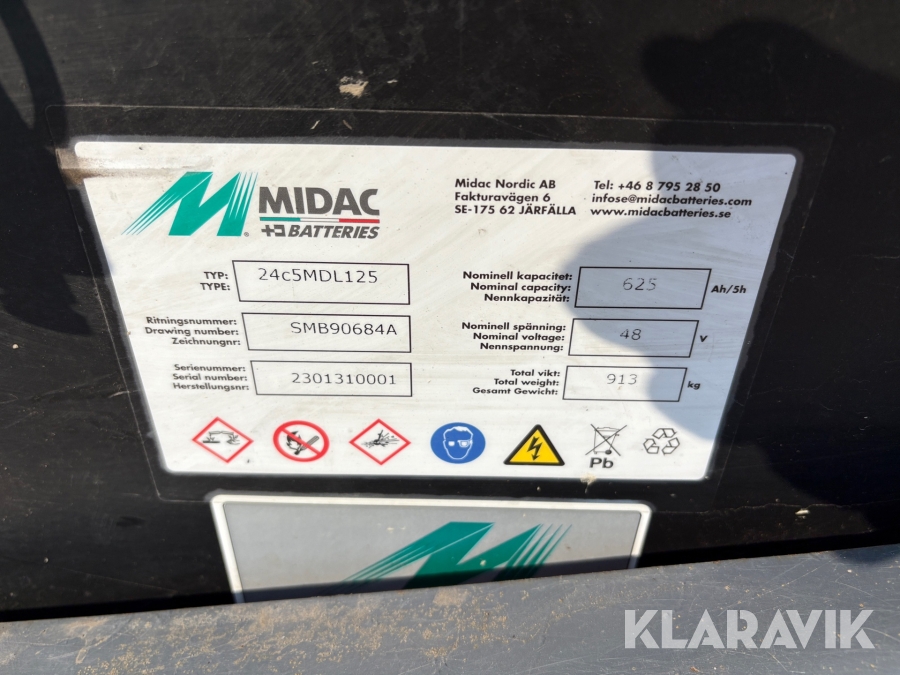 MIDAC
BATTERIES
Midac Nordic AB
Fakturavägen 6
SE-175 62 JÄRFÄLLA
Tel: +46 8 795 28 50
infose@midacbatteries.com
www.midacbatteries.se
TYP:
TYPE:
24c5MDL125
Ritningsnummer:
Drawing number:
Zeichnungnr:
SMB90684A
Serienummer:
Serial number:
Herstellungsnr:
2301310001
Nominell kapacitet:
Nominal capacity:
Nennkapazität:
625
Ah/5h
Nominell spänning:
Nominal voltage:
Nennspannung:
48
V
Total vikt:
Total weight:
Gesamt Gewicht:
913
kg
Pb
KLARAVIK